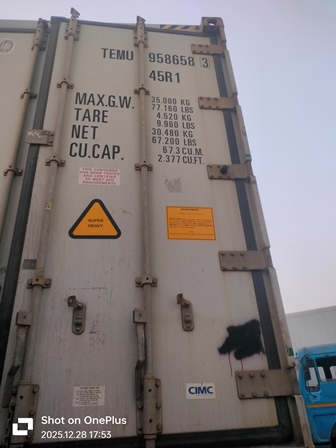 TEMU 958658 3
45R1
MAX.G.W. 35.000 KG
77.160 LBS
TARE 4.520 KG
9.960 LBS
NET 30.480 KG
67.200 LBS
CU.CAP. 67,3 CU.M.
2.377 CU.FT.
SUPER
HEAVY
CIMC
Shot on OnePlus
2025.12.28 17:53